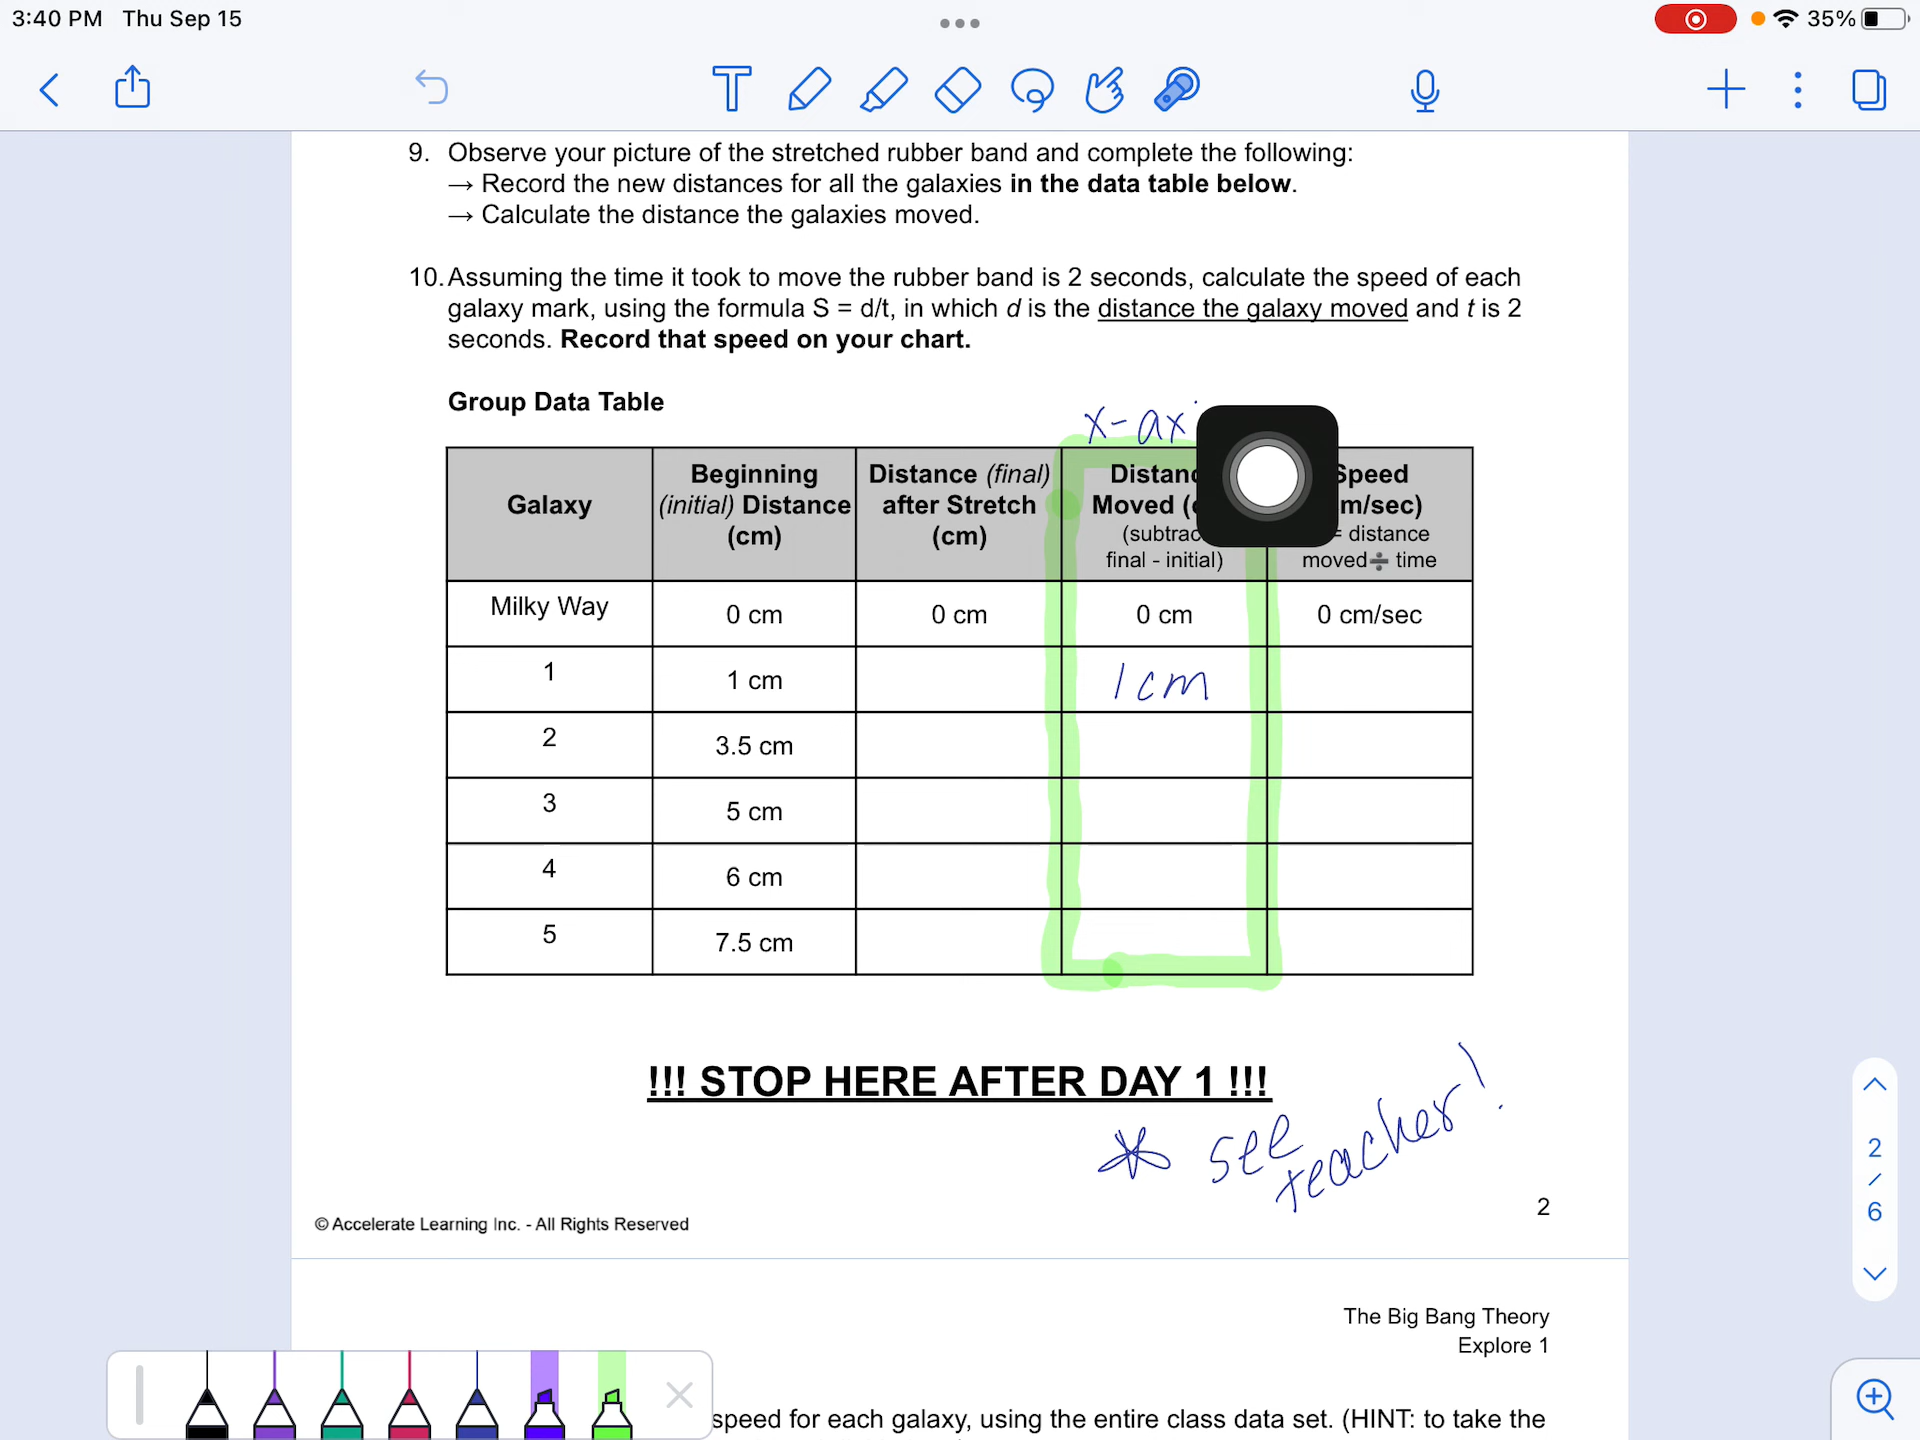 3:40 PM Thu Sep 15
35%
9. Observe your picture of the stretched rubber band and complete the following:
→ Record the new distances for all the galaxies in the data table below.
→ Calculate the distance the galaxies moved.
10. Assuming the time it took to move the rubber band is 2 seconds, calculate the speed of each
galaxy mark, using the formula S = d/t, in which d is the distance the galaxy moved and t is 2
seconds. Record that speed on your chart.
Group Data Table
x-ax
Galaxy
Beginning
(initial) Distance
(cm)
Distance (final)
after Stretch
(cm)
Distanc
Moved (
(subtrac
final - initial)
Speed
m/sec)
= distance
moved ÷ time
Milky Way 0 cm 0 cm 0 cm 0 cm/sec
1 1 cm 1 cm
2 3.5 cm
3 5 cm
4 6 cm
5 7.5 cm
!!! STOP HERE AFTER DAY 1 !!!
* see
teacher!
© Accelerate Learning Inc. - All Rights Reserved
2
2
/
6
The Big Bang Theory
Explore 1
speed for each galaxy, using the entire class data set. (HINT: to take the